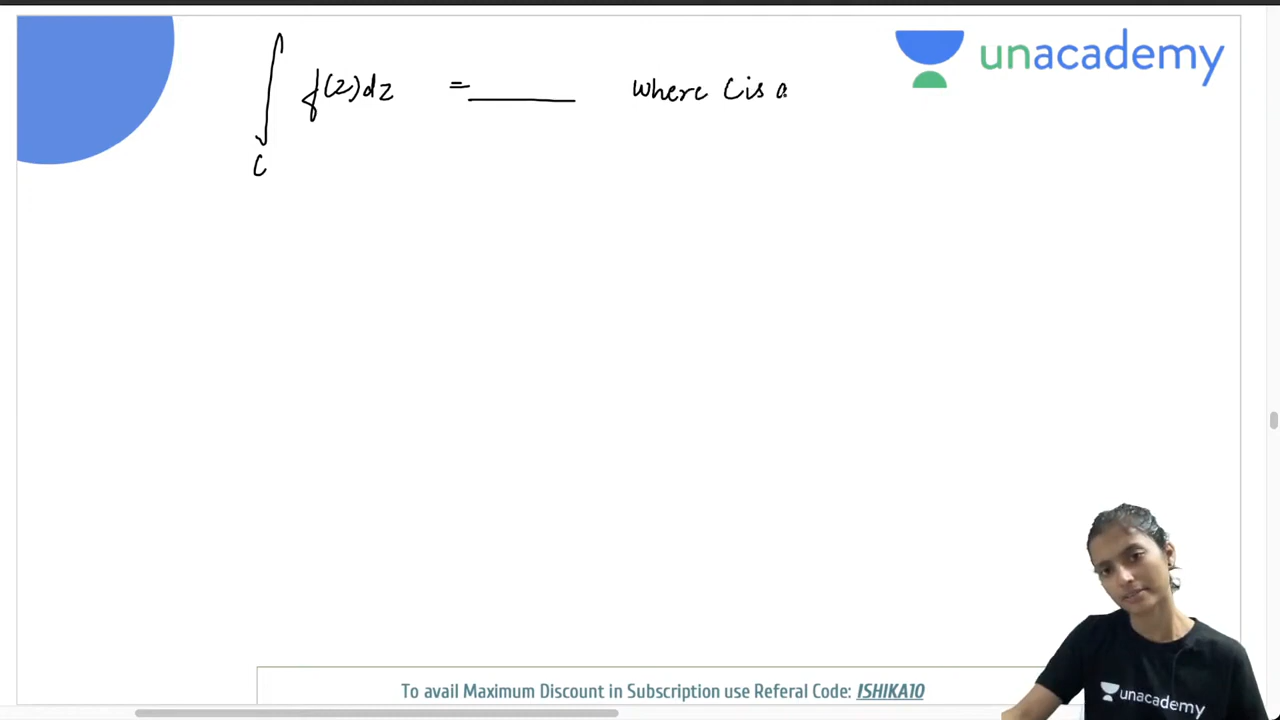 ∫_C f(z)dz = ______ where C is a
unacademy
To avail Maximum Discount in Subscription use Referal Code: ISHIKA10
unacademy